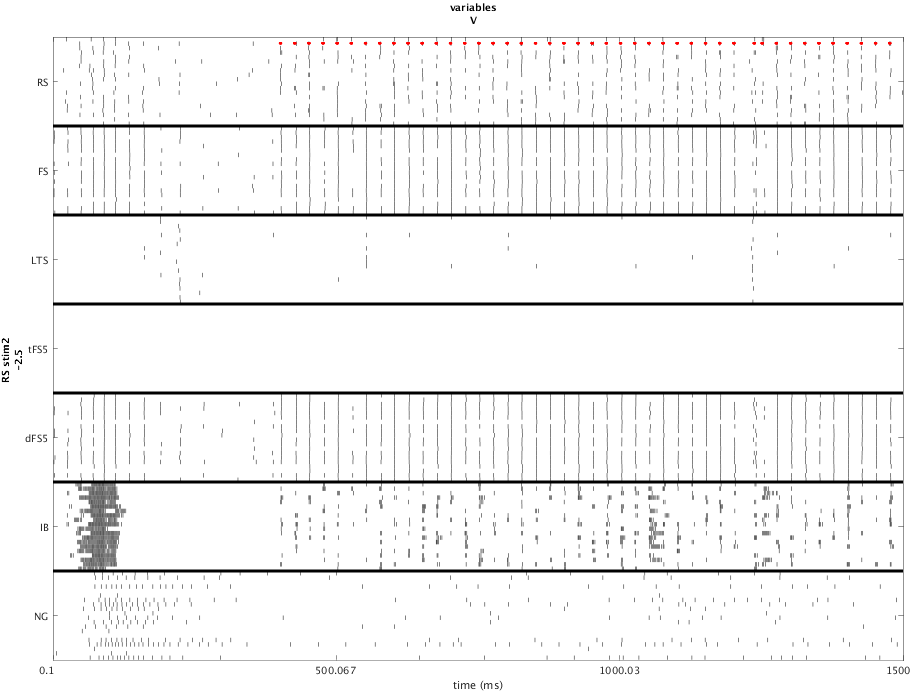 variables
V
RS
FS
LTS
tFS5
dFS5
IB
NG
RS stim2
-2.5
0.1
500.067
1000.03
1500
time (ms)